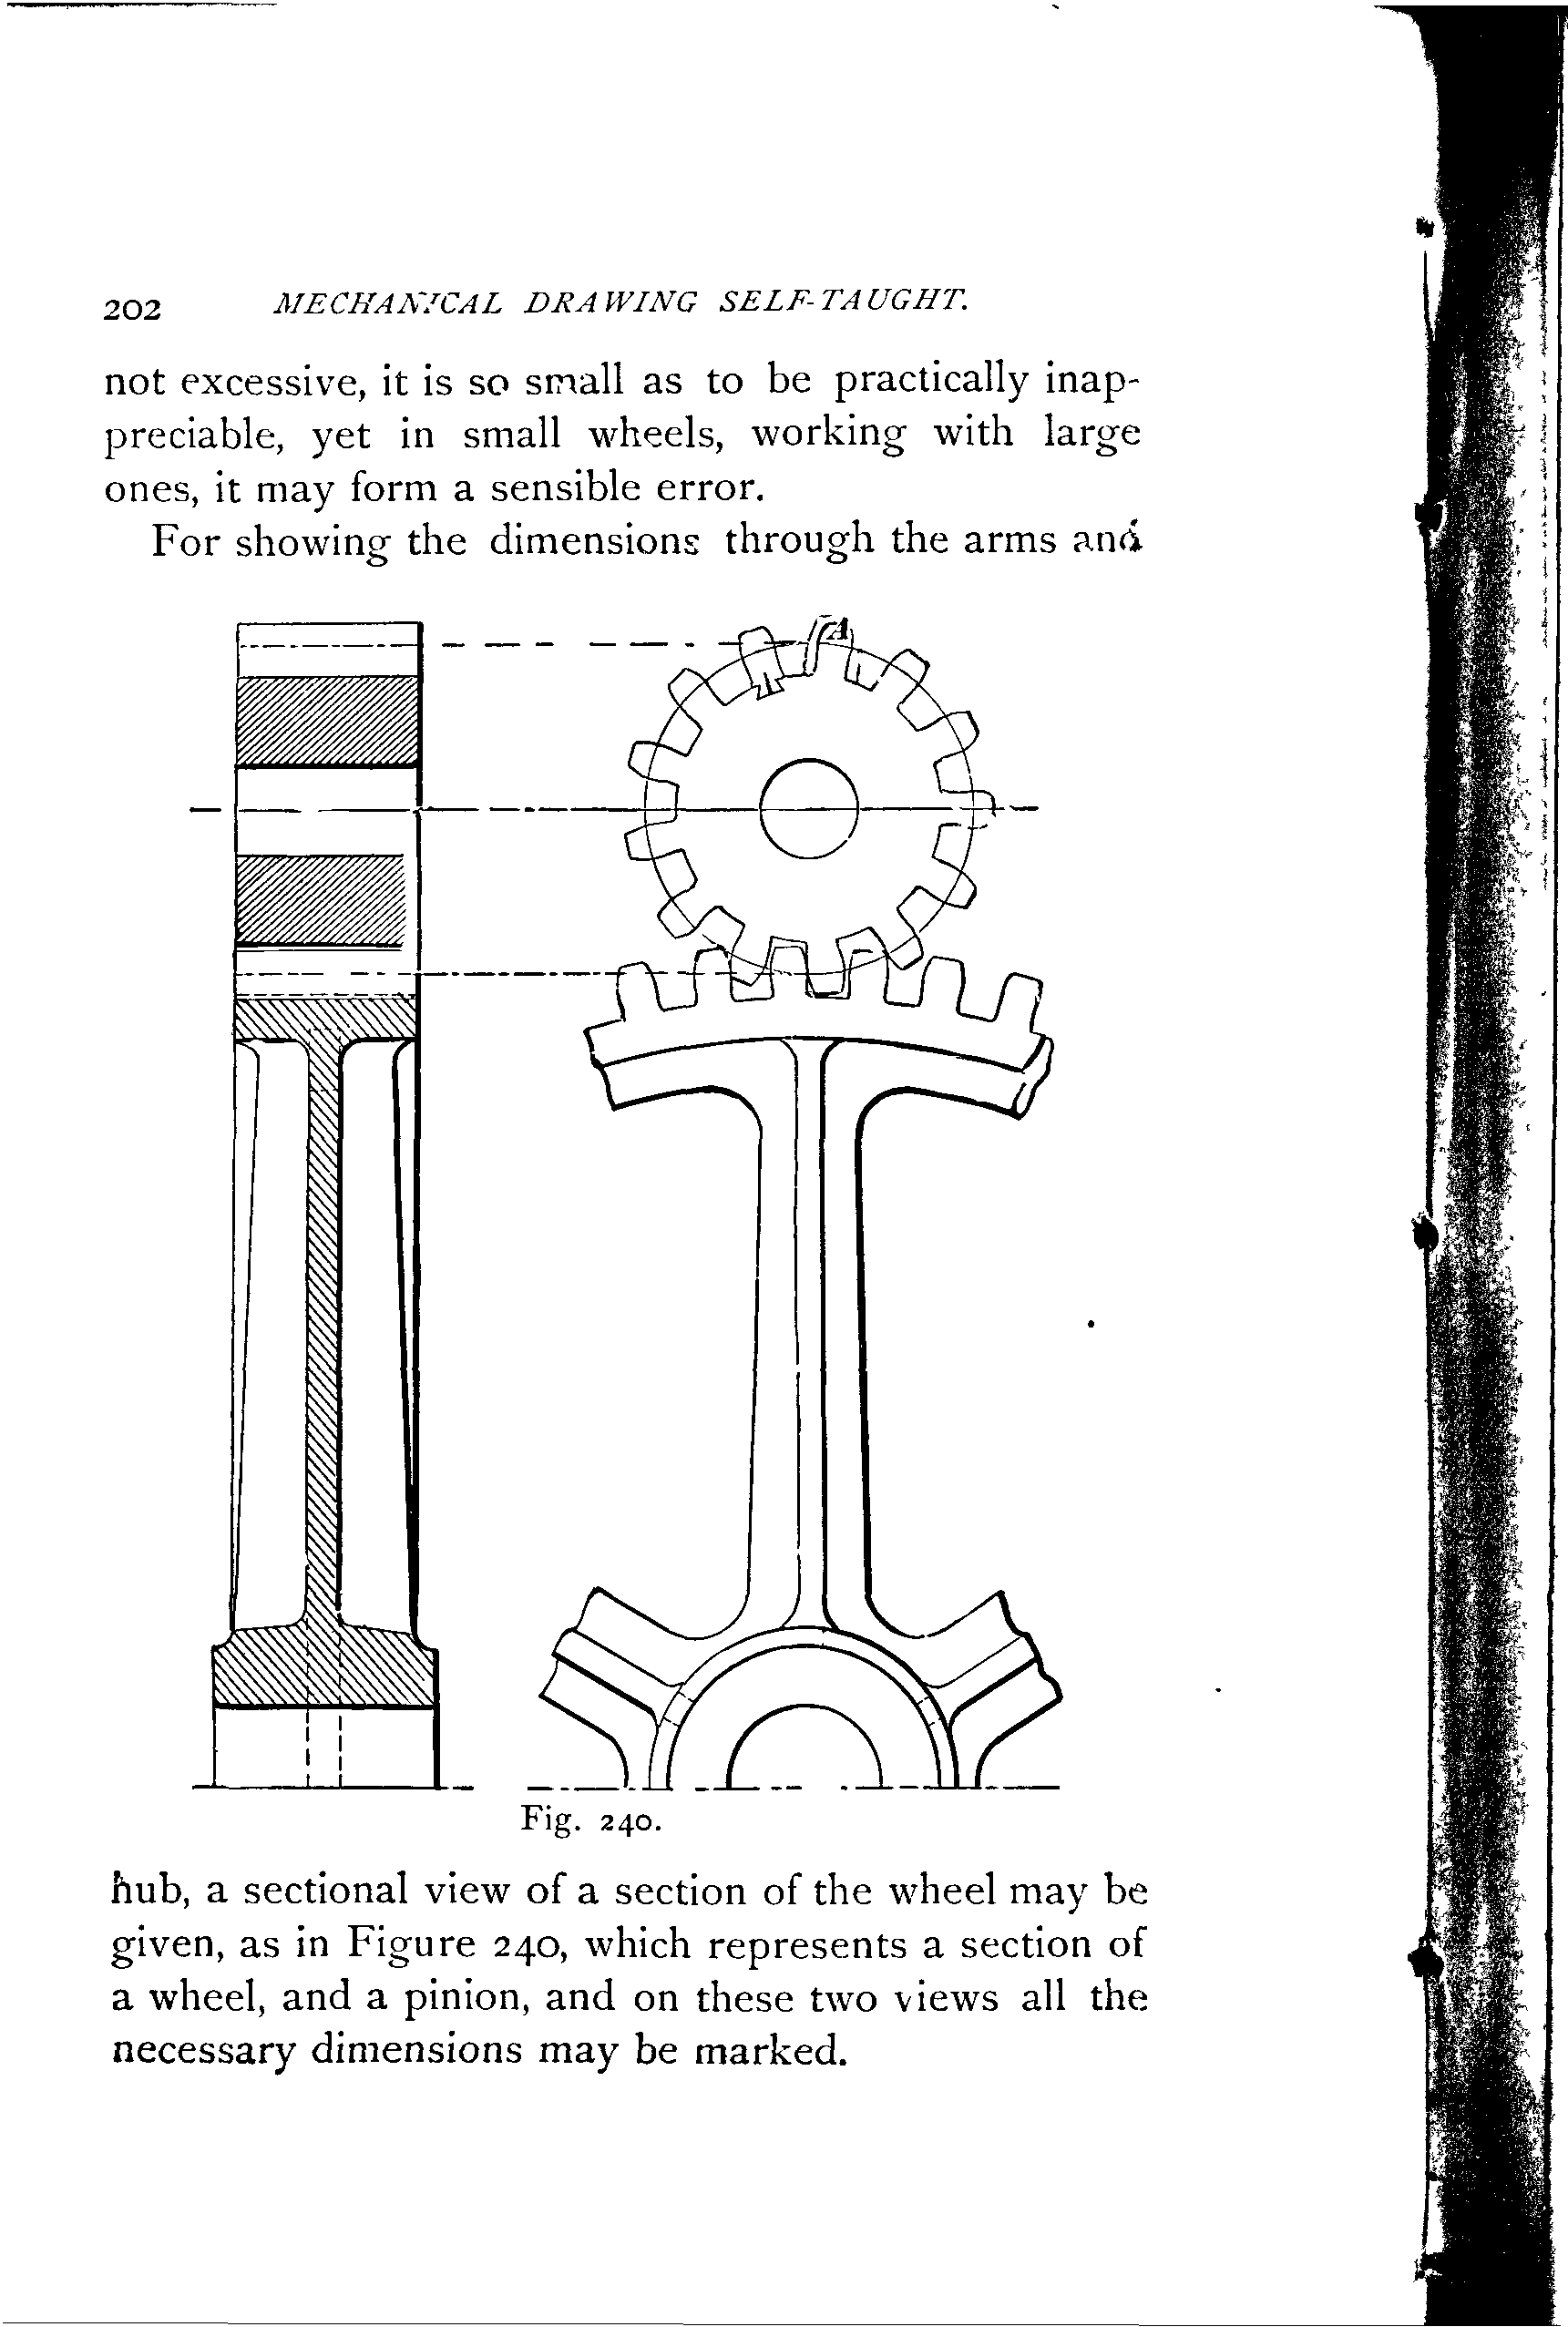 202 MECHANICAL DRAWING SELF-TAUGHT.
not excessive, it is so small as to be practically inap-
preciable, yet in small wheels, working with large
ones, it may form a sensible error.
For showing the dimensions through the arms and
A
Fig. 240.
hub, a sectional view of a section of the wheel may be
given, as in Figure 240, which represents a section of
a wheel, and a pinion, and on these two views all the
necessary dimensions may be marked.